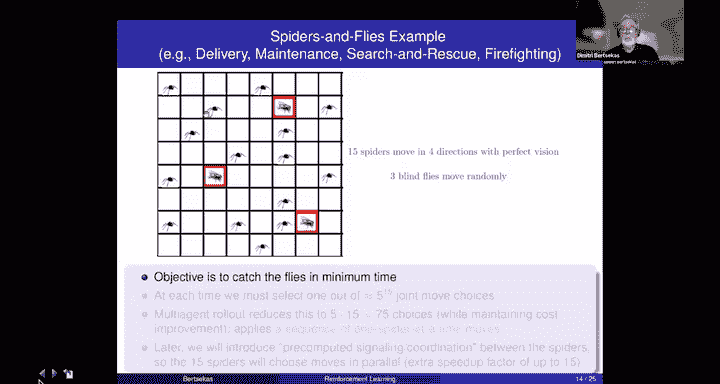 Spiders-and-Flies Example
(e.g., Delivery, Maintenance, Search-and-Rescue, Firefighting)
Dimitri Bertsekas
15 spiders move in 4 directions with perfect vision
3 blind flies move randomly
Objective is to catch the flies in minimum time
At each time we must select one out of ≈ 5¹⁵ joint move choices
Multiagent rollout reduces this to 5 · 15 = 75 choices (while maintaining cost
improvement); applies a sequence of one-spider-at-a-time moves
Later, we will introduce "precomputed signaling/coordination" between the spiders,
so the 15 spiders will choose moves in parallel (extra speedup factor of up to 15)
Bertsekas Reinforcement Learning 14 / 25